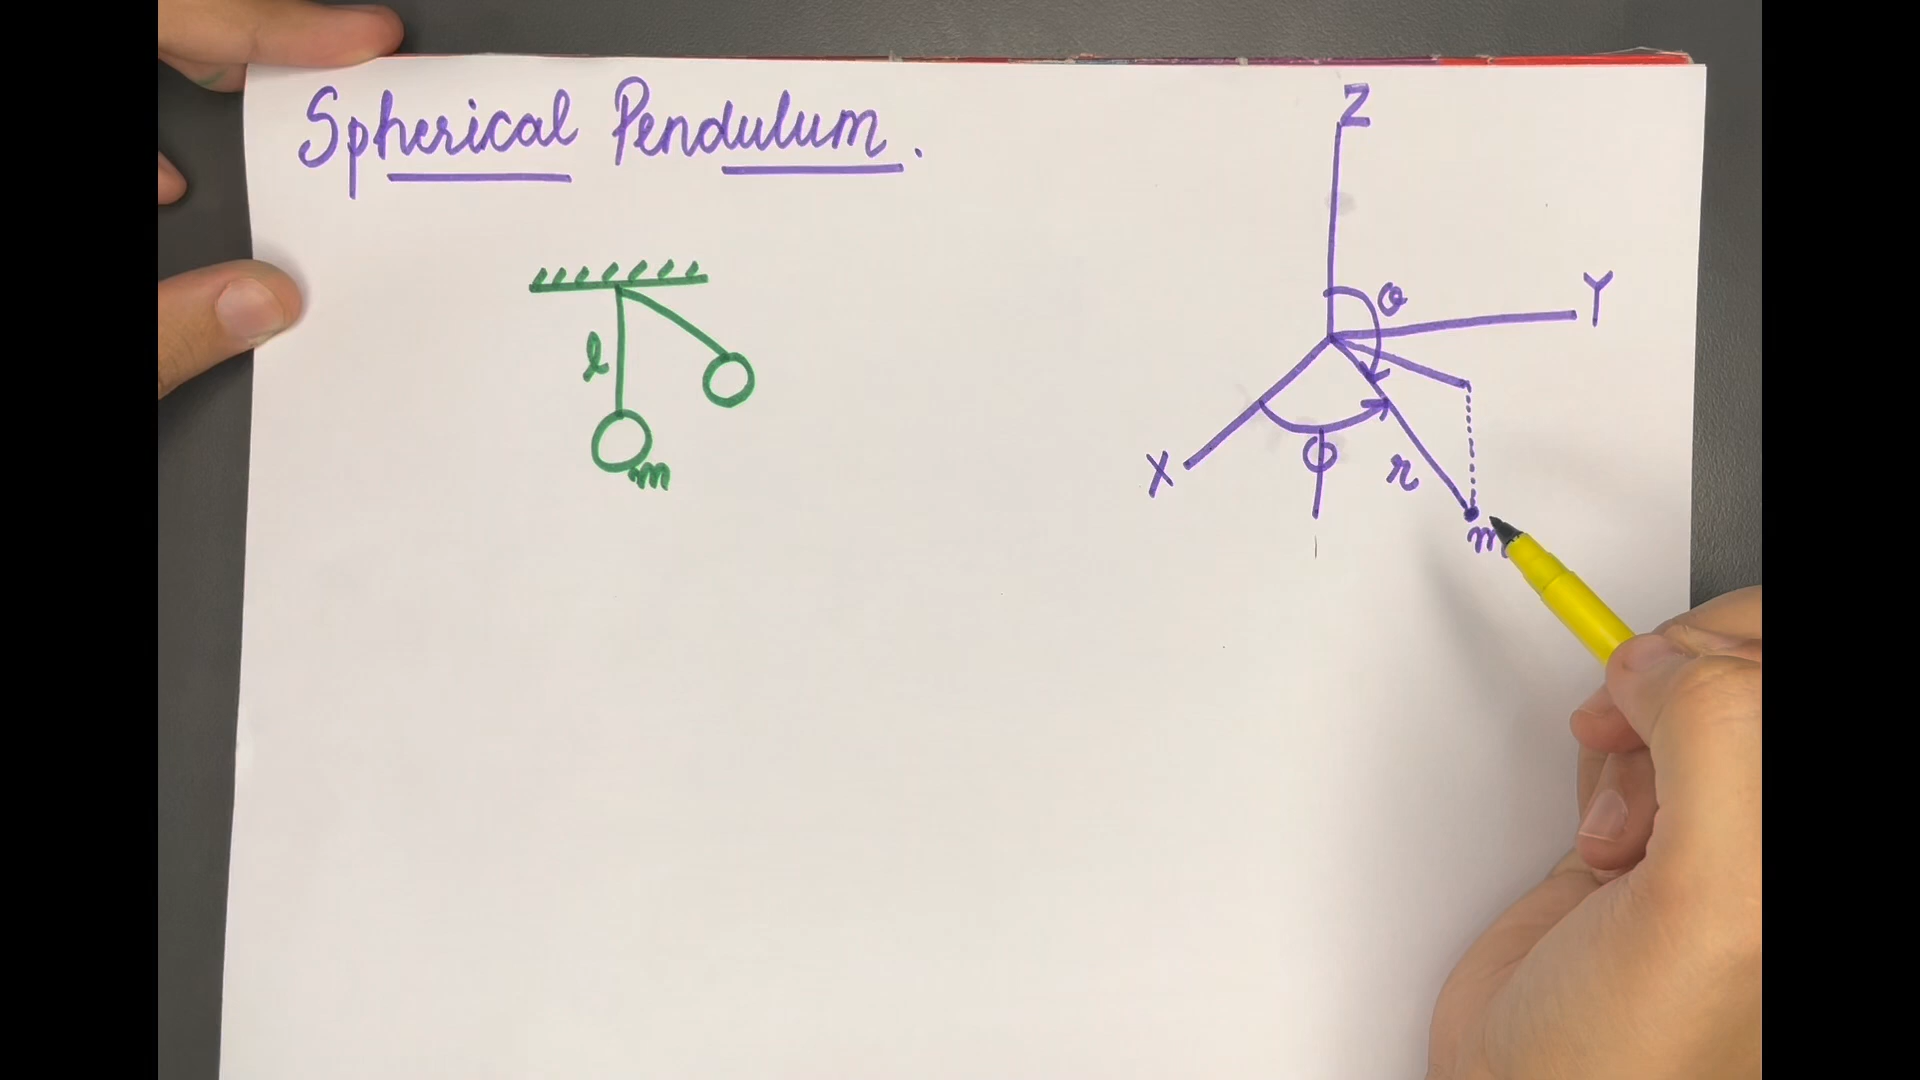 Spherical Pendulum.
l
m
Z
Y
θ
X
ϕ
r
m